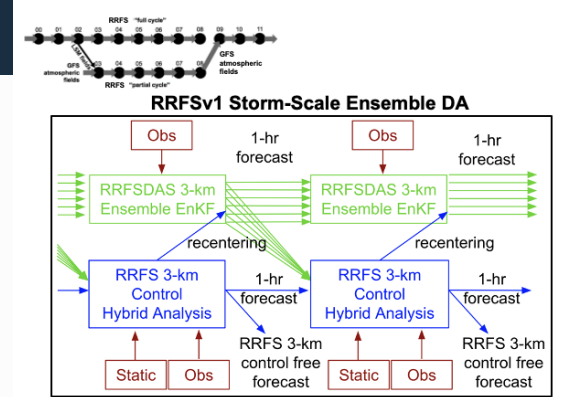 RRFS "full cycle"
00 01 02 03 04 05 06 07 08 09 10 11
LSM fields
GFS
atmospheric
fields
03 04 05 06 07 08
GFS
atmospheric
fields
RRFS "partial cycle"
RRFSv1 Storm-Scale Ensemble DA
Obs
1-hr
forecast
Obs
1-hr
forecast
RRFSDAS 3-km
Ensemble EnKF
RRFSDAS 3-km
Ensemble EnKF
recentering
recentering
RRFS 3-km
Control
Hybrid Analysis
1-hr
forecast
RRFS 3-km
Control
Hybrid Analysis
1-hr
forecast
RRFS 3-km
control free
forecast
RRFS 3-km
control free
forecast
Static
Obs
Static
Obs